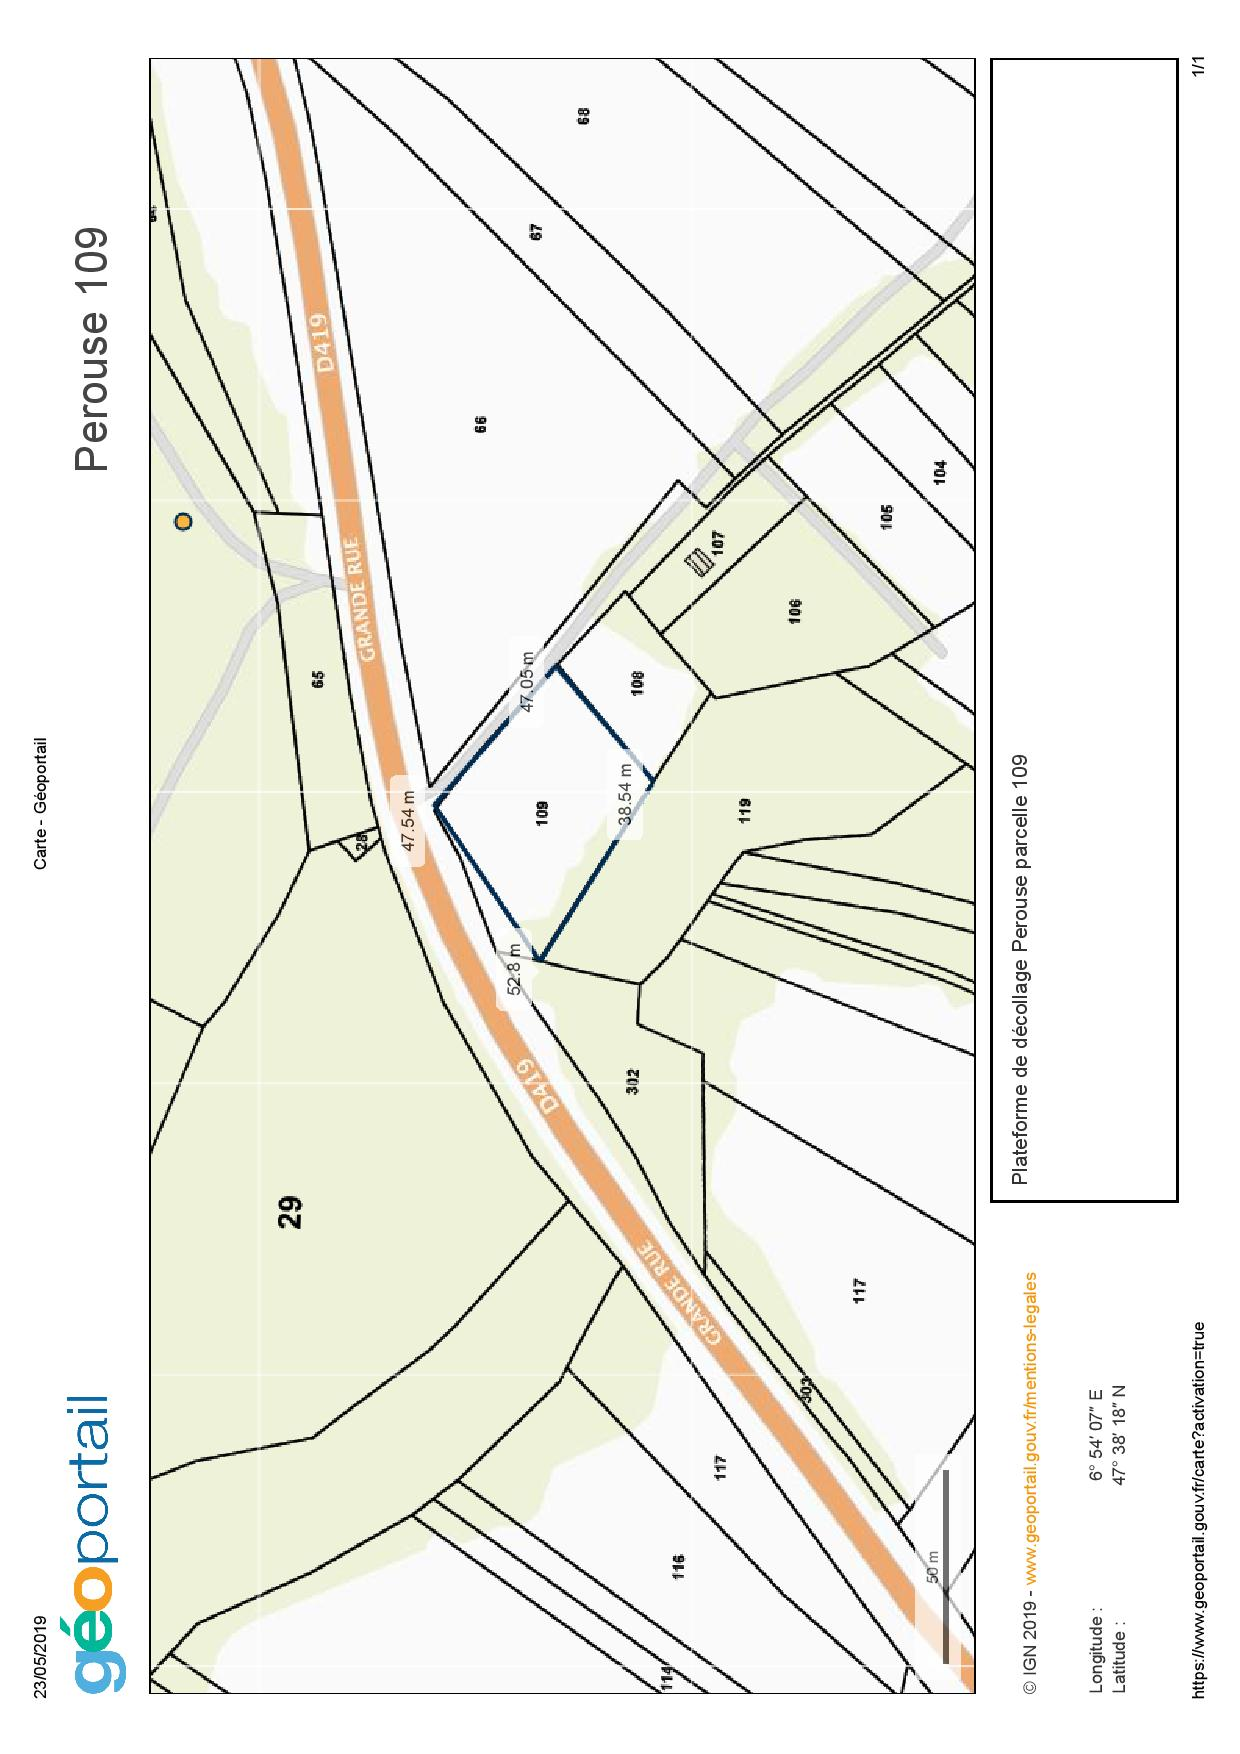 23/05/2019
Carte - Géoportail
géoportail
Perouse 109
29
65
28
D419
GRANDE RUE
D419
GRANDE RUE
66
67
68
47.54 m
47.05 m
52.8 m
38.54 m
109
108
107
106
105
104
119
302
303
117
117
116
114
50 m
Plateforme de décollage Perouse parcelle 109
© IGN 2019 - www.geoportail.gouv.fr/mentions-legales
Longitude : 6° 54′ 07″ E
Latitude : 47° 38′ 18″ N
https://www.geoportail.gouv.fr/carte?activation=true
1/1